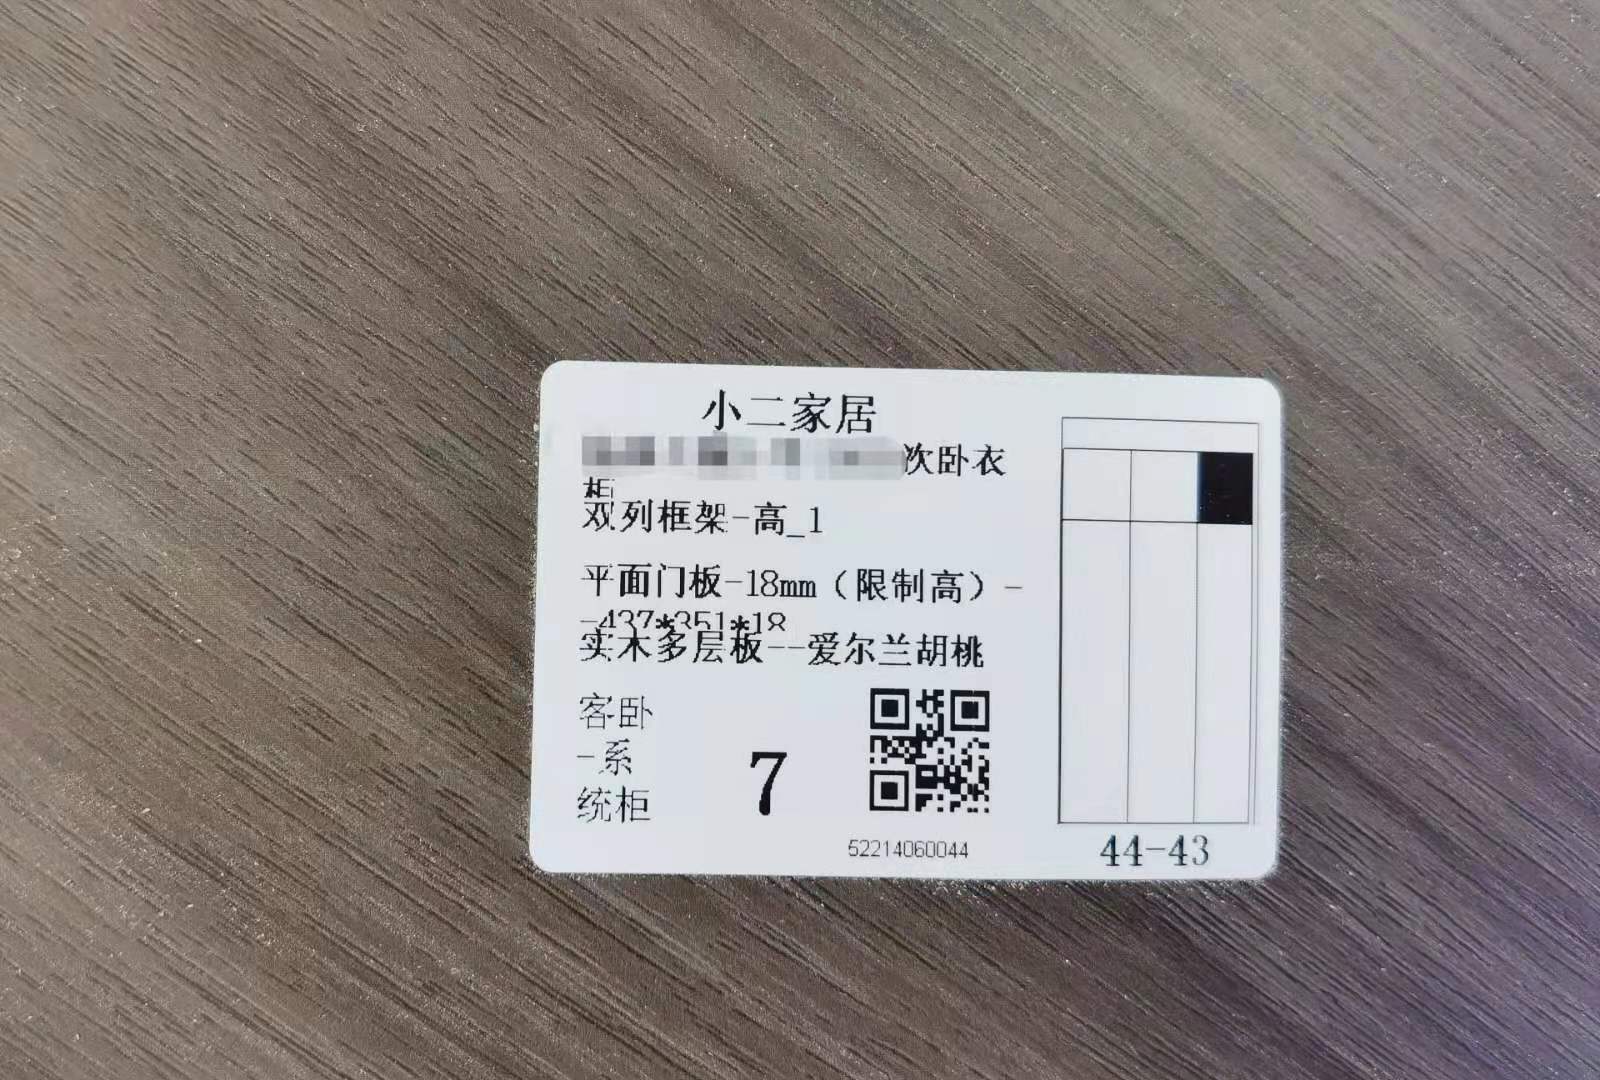 小二家居
次卧衣
柜
双列框架-高_1
平面门板-18mm（限制高）-
-437*351*18
实木多层板--爱尔兰胡桃
客卧
-系
统柜
7
52214060044
44-43